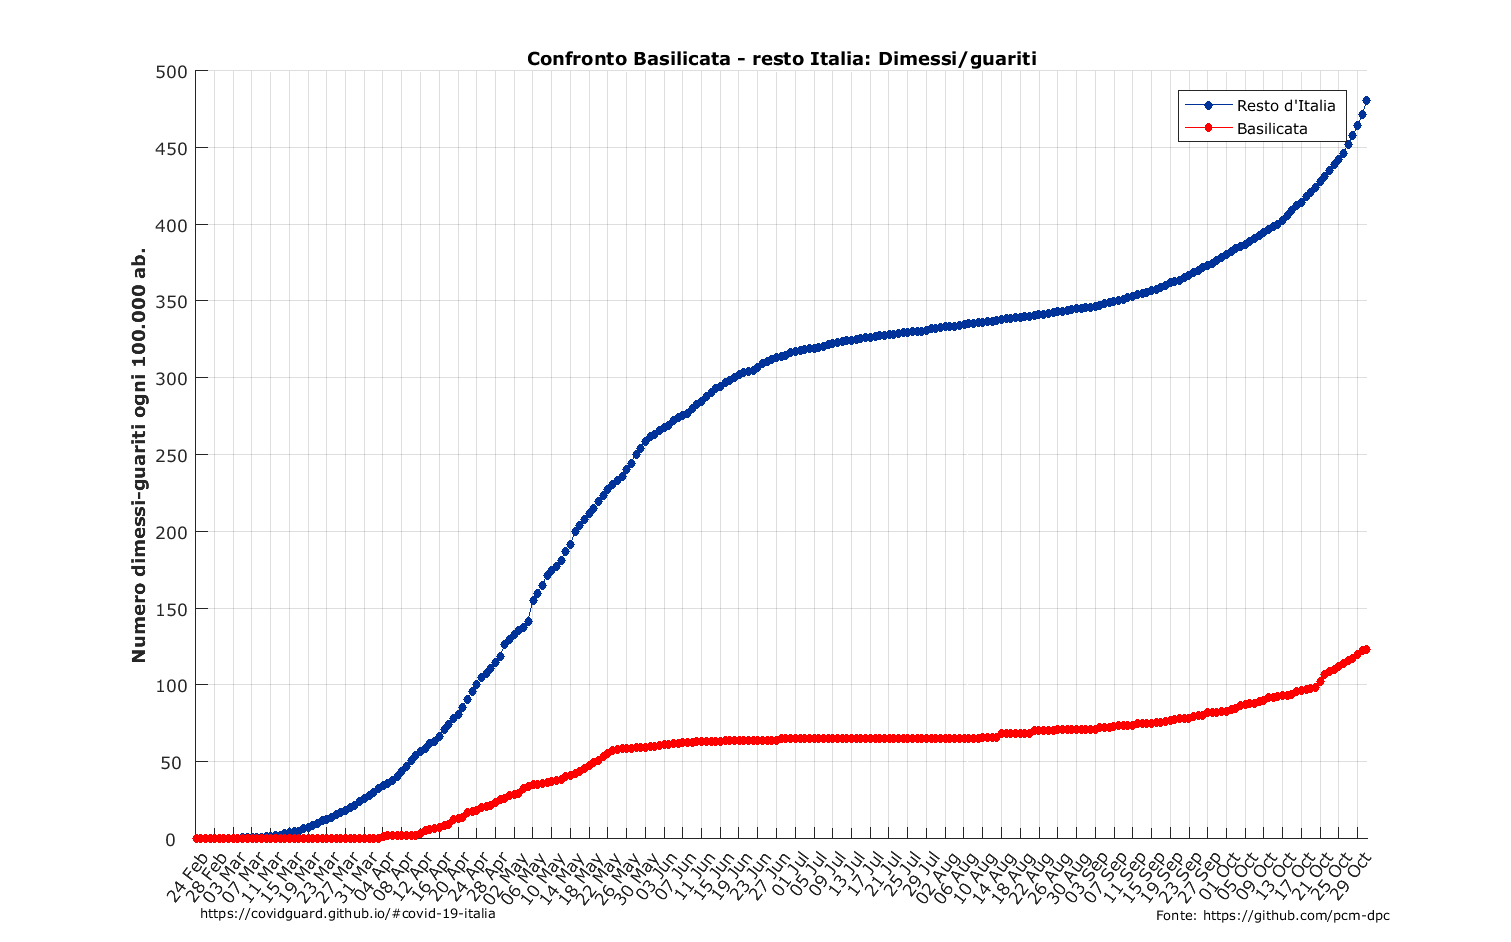 Confronto Basilicata - resto Italia: Dimessi/guariti
Resto d'Italia
Basilicata
Numero dimessi-guariti ogni 100.000 ab.
500
450
400
350
300
250
200
150
100
50
0
24 Feb
28 Feb
03 Mar
07 Mar
11 Mar
15 Mar
19 Mar
23 Mar
27 Mar
31 Mar
04 Apr
08 Apr
12 Apr
16 Apr
20 Apr
24 Apr
28 Apr
02 May
06 May
10 May
14 May
18 May
22 May
26 May
30 May
03 Jun
07 Jun
11 Jun
15 Jun
19 Jun
23 Jun
27 Jun
01 Jul
05 Jul
09 Jul
13 Jul
17 Jul
21 Jul
25 Jul
29 Jul
02 Aug
06 Aug
10 Aug
14 Aug
18 Aug
22 Aug
26 Aug
30 Aug
03 Sep
07 Sep
11 Sep
15 Sep
19 Sep
23 Sep
27 Sep
01 Oct
05 Oct
09 Oct
13 Oct
17 Oct
21 Oct
25 Oct
29 Oct
https://covidguard.github.io/#covid-19-italia
Fonte: https://github.com/pcm-dpc